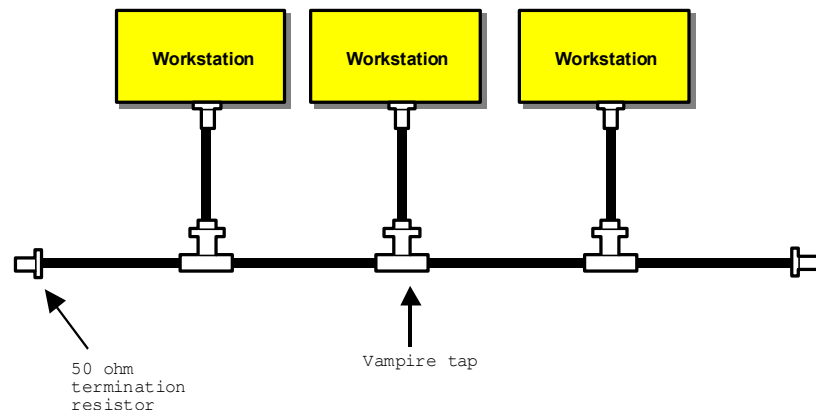 Workstation
Workstation
Workstation
50 ohm
termination
resistor
Vampire tap